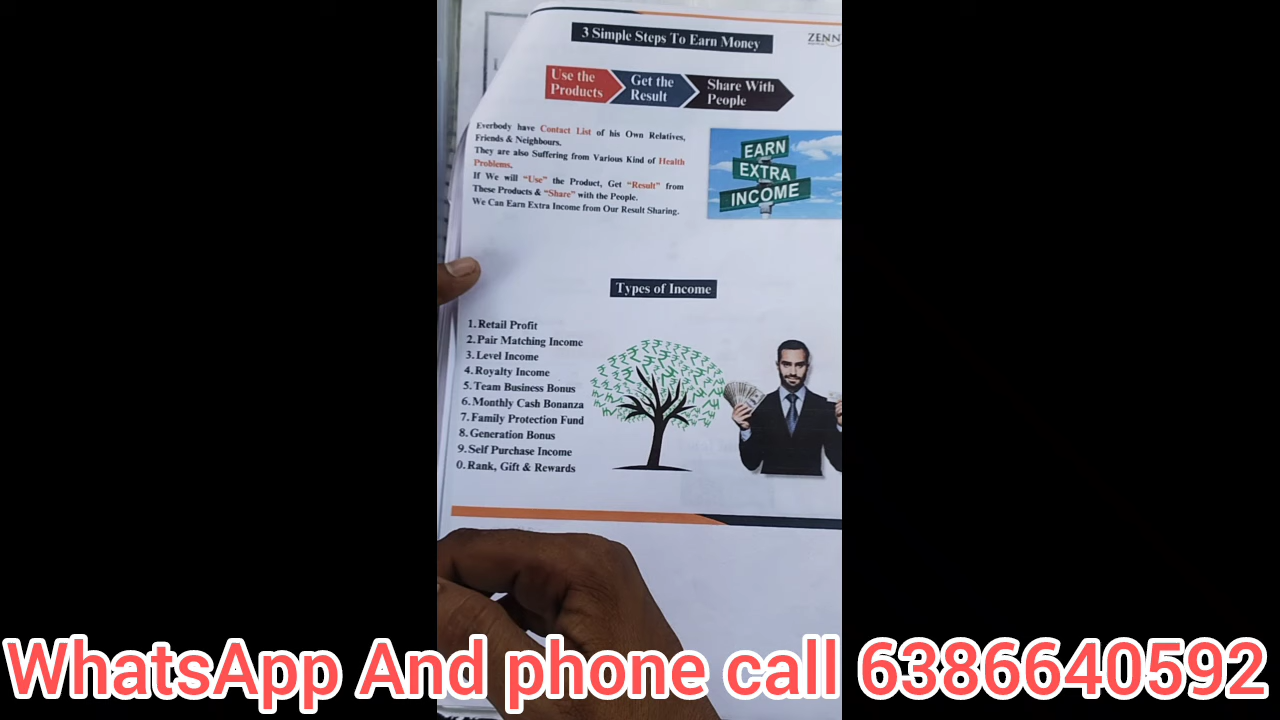 3 Simple Steps To Earn Money
ZENN
Use the
Products
Get the
Result
Share With
People
Everbody have Contact List of his Own Relatives,
Friends & Neighbours.
They are also Suffering from Various Kind of Health
Problems.
If We will “Use” the Product, Get “Result” from
These Products & “Share” with the People.
We Can Earn Extra Income from Our Result Sharing.
EARN
EXTRA
INCOME
Types of Income
1. Retail Profit
2. Pair Matching Income
3. Level Income
4. Royalty Income
5. Team Business Bonus
6. Monthly Cash Bonanza
7. Family Protection Fund
8. Generation Bonus
9. Self Purchase Income
0. Rank, Gift & Rewards
WhatsApp And phone call 6386640592